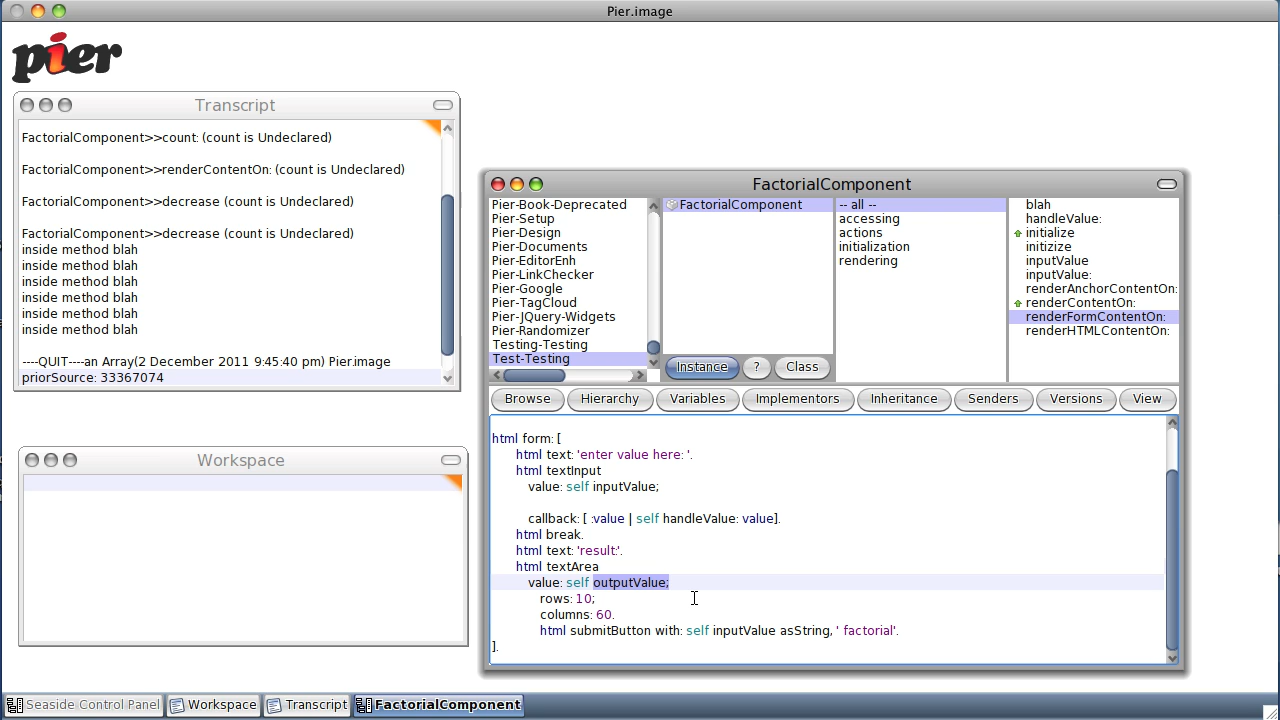 Pier.image
pier
Transcript
FactorialComponent>>count: (count is Undeclared)
FactorialComponent>>renderContentOn: (count is Undeclared)
FactorialComponent>>decrease (count is Undeclared)
FactorialComponent>>decrease (count is Undeclared)
inside method blah
inside method blah
inside method blah
inside method blah
inside method blah
inside method blah
----QUIT----an Array(2 December 2011 9:45:40 pm) Pier.image
priorSource: 33367074
Workspace
FactorialComponent
Pier-Book-Deprecated
Pier-Setup
Pier-Design
Pier-Documents
Pier-EditorEnh
Pier-LinkChecker
Pier-Google
Pier-TagCloud
Pier-JQuery-Widgets
Pier-Randomizer
Testing-Testing
Test-Testing
FactorialComponent
Instance
?
Class
-- all --
accessing
actions
initialization
rendering
blah
handleValue:
initialize
initizize
inputValue
inputValue:
renderAnchorContentOn:
renderContentOn:
renderFormContentOn:
renderHTMLContentOn:
Browse
Hierarchy
Variables
Implementors
Inheritance
Senders
Versions
View
html form: [
html text: 'enter value here: '.
html textInput
value: self inputValue;
callback: [ :value | self handleValue: value].
html break.
html text: 'result:'.
html textArea
value: self outputValue;
rows: 10;
columns: 60.
html submitButton with: self inputValue asString, ' factorial'.
].
Seaside Control Panel
Workspace
Transcript
FactorialComponent